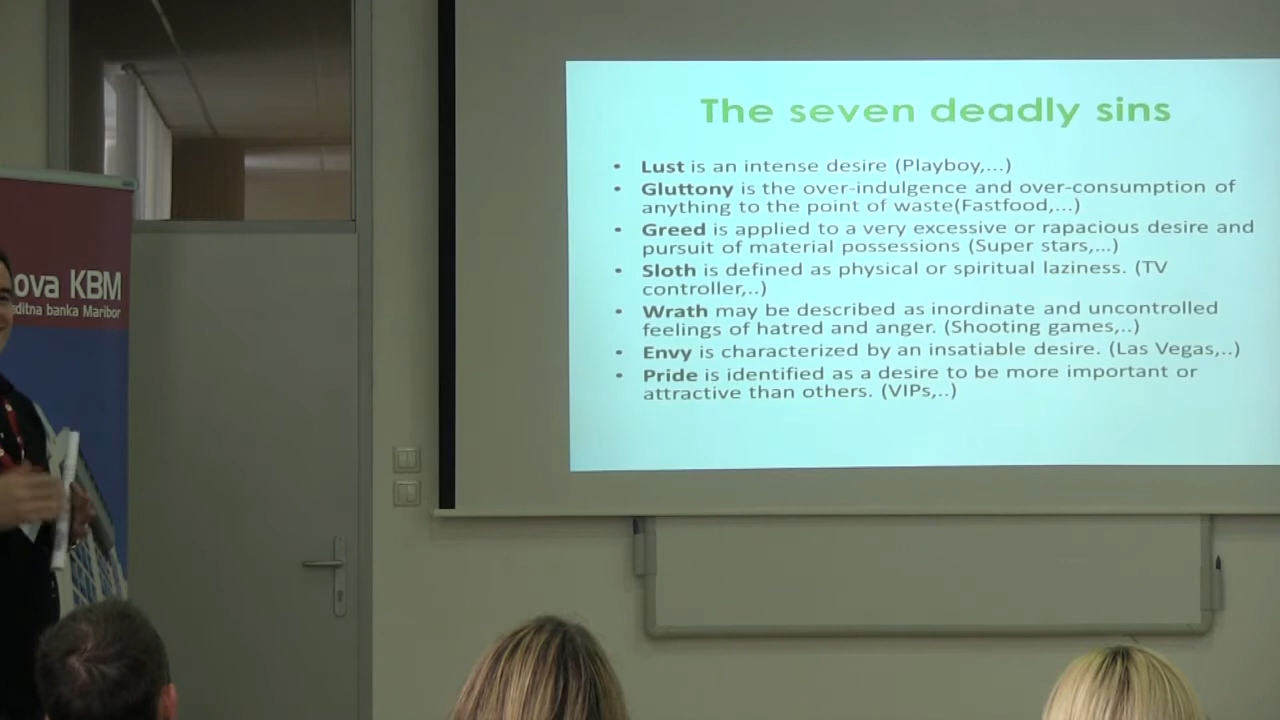 The seven deadly sins
• Lust is an intense desire (Playboy,...)
• Gluttony is the over-indulgence and over-consumption of
anything to the point of waste(Fastfood,...)
• Greed is applied to a very excessive or rapacious desire and
pursuit of material possessions (Super stars,...)
• Sloth is defined as physical or spiritual laziness. (TV
controller,..)
• Wrath may be described as inordinate and uncontrolled
feelings of hatred and anger. (Shooting games,..)
• Envy is characterized by an insatiable desire. (Las Vegas,..)
• Pride is identified as a desire to be more important or
attractive than others. (VIPs,..)
ova KBM
ditna banka Maribor